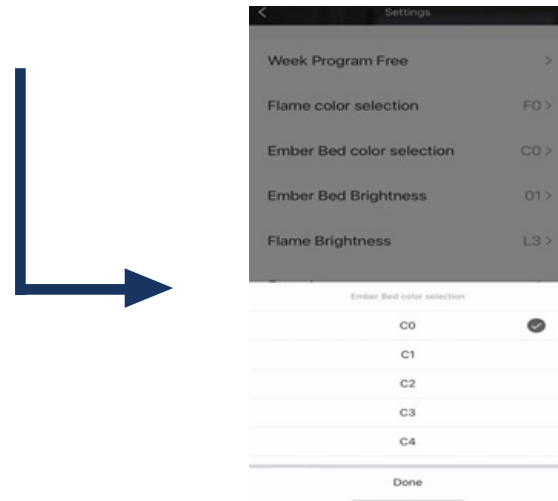 Settings
Week Program Free >
Flame color selection F0 >
Ember Bed color selection C0 >
Ember Bed Brightness 01 >
Flame Brightness L3 >
Ember Bed color selection
C0
C1
C2
C3
C4
Done